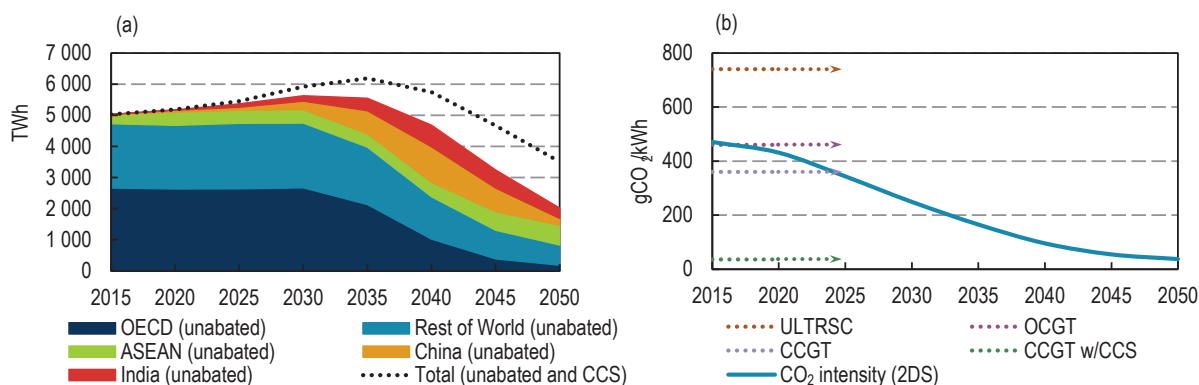 (a)
7 000
6 000
5 000
4 000
3 000
2 000
1 000
0
TWh
2015 2020 2025 2030 2035 2040 2045 2050
OECD (unabated) Rest of World (unabated)
ASEAN (unabated) China (unabated)
India (unabated) Total (unabated and CCS)
(b)
800
600
400
200
0
gCO2/kWh
2015 2020 2025 2030 2035 2040 2045 2050
ULTRSC OCGT
CCGT CCGT w/CCS
CO2 intensity (2DS)